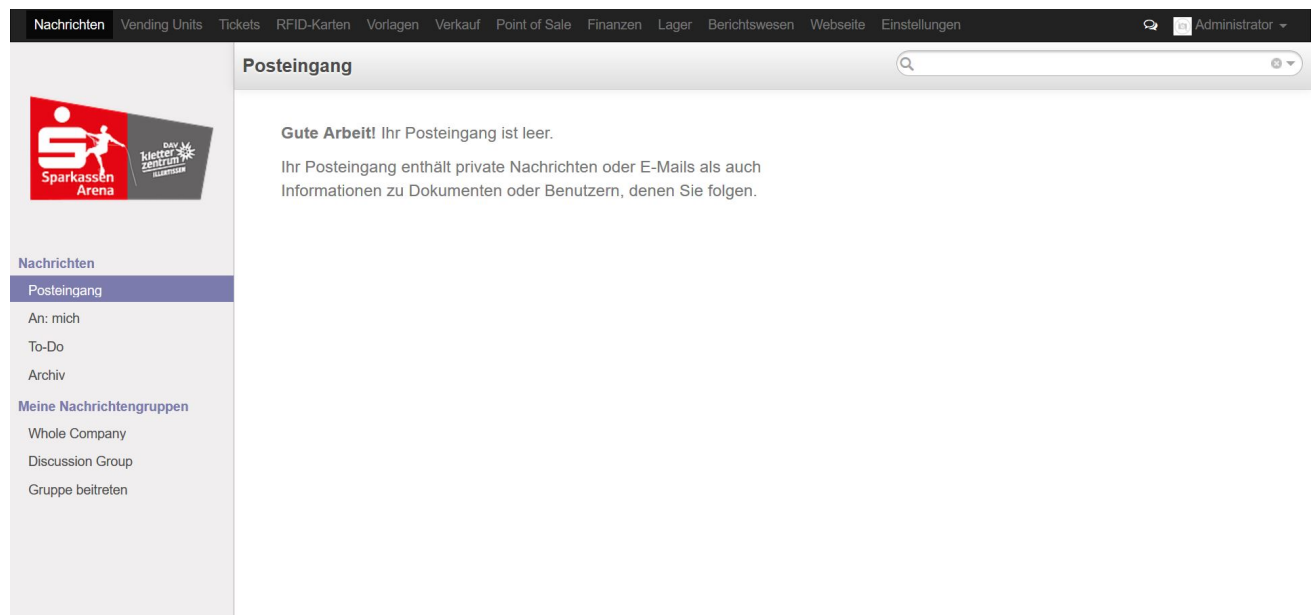 Nachrichten Vending Units Tickets RFID-Karten Vorlagen Verkauf Point of Sale Finanzen Lager Berichtswesen Webseite Einstellungen Administrator
Posteingang
Sparkassen
Arena
DAV
kletter
zentrum
ILLERTISSEN
Gute Arbeit! Ihr Posteingang ist leer.
Ihr Posteingang enthält private Nachrichten oder E-Mails als auch
Informationen zu Dokumenten oder Benutzern, denen Sie folgen.
Nachrichten
Posteingang
An: mich
To-Do
Archiv
Meine Nachrichtengruppen
Whole Company
Discussion Group
Gruppe beitreten